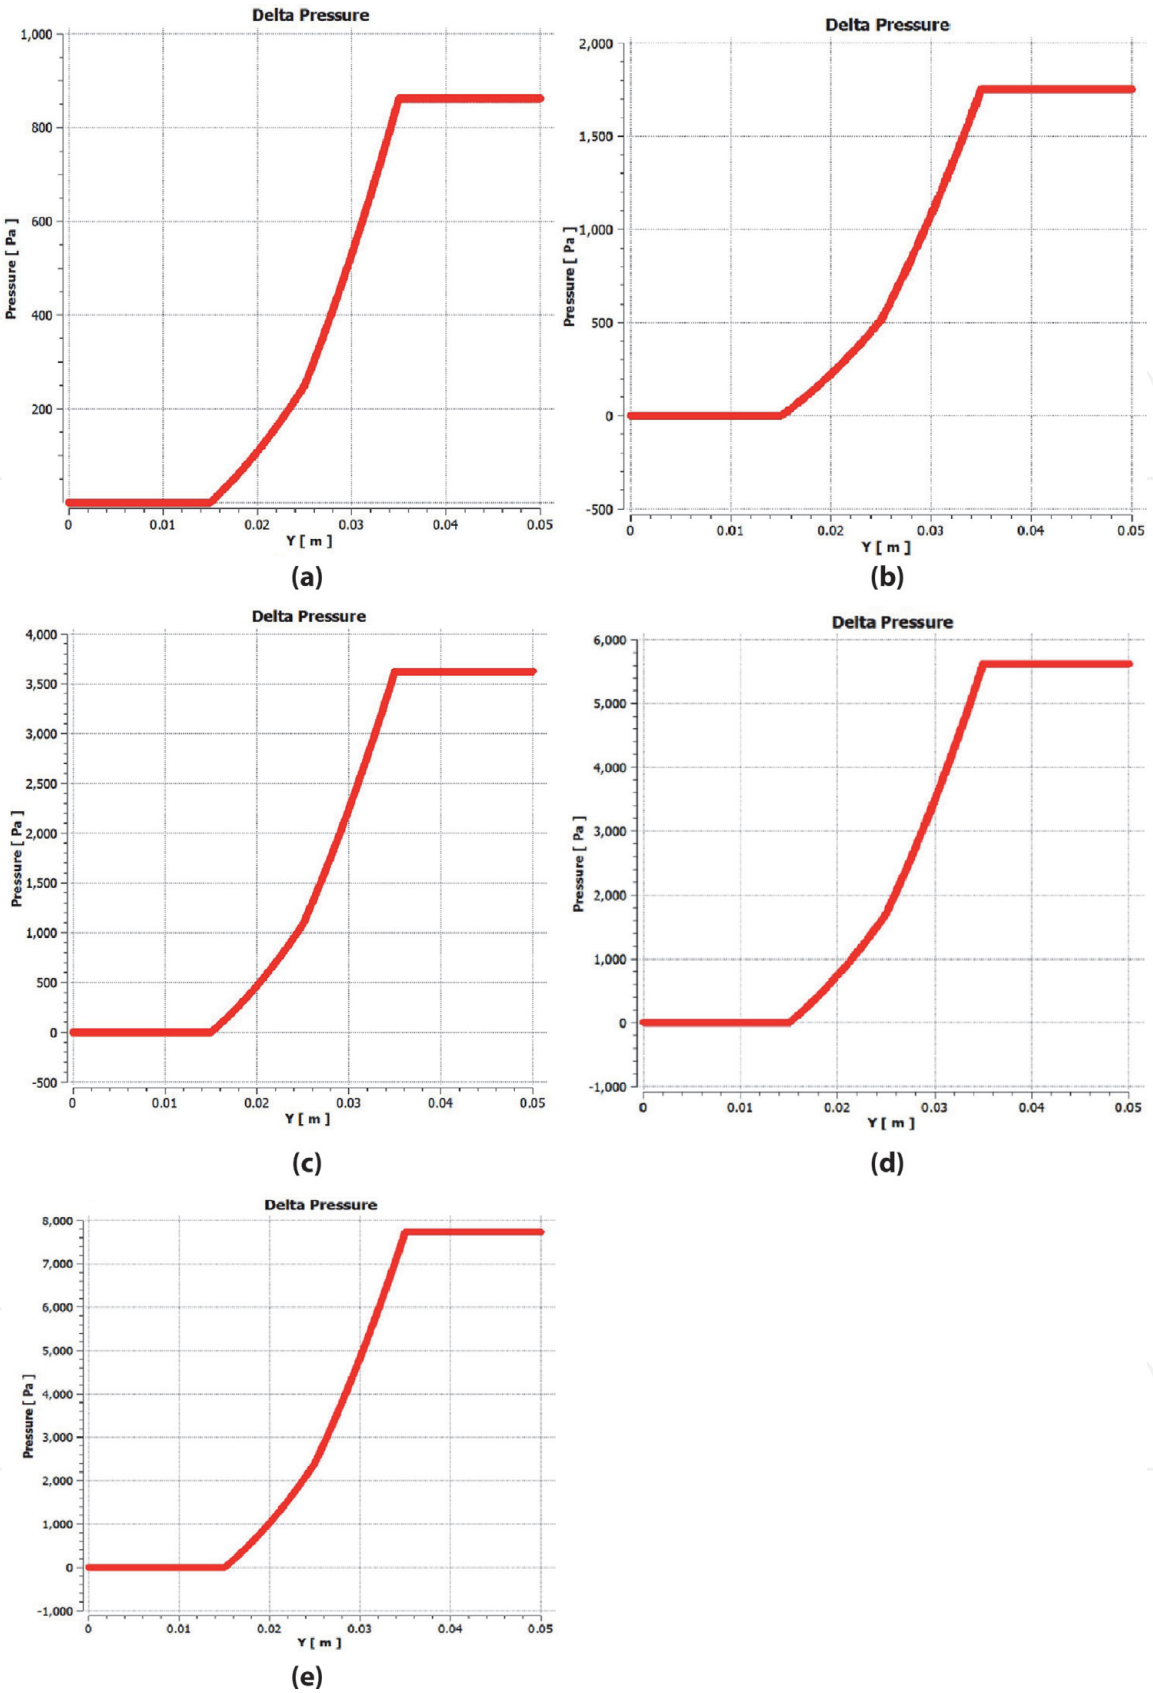 Delta Pressure
1,000
800
600
400
200
Pressure [ Pa ]
0 0.01 0.02 0.03 0.04 0.05
Y [ m ]
(a)
Delta Pressure
2,000
1,500
1,000
500
0
-500
Pressure [ Pa ]
0 0.01 0.02 0.03 0.04 0.05
Y [ m ]
(b)
Delta Pressure
4,000
3,500
3,000
2,500
2,000
1,500
1,000
500
0
-500
Pressure [ Pa ]
0 0.01 0.02 0.03 0.04 0.05
Y [ m ]
(c)
Delta Pressure
6,000
5,000
4,000
3,000
2,000
1,000
0
-1,000
Pressure [ Pa ]
0 0.01 0.02 0.03 0.04 0.05
Y [ m ]
(d)
Delta Pressure
8,000
7,000
6,000
5,000
4,000
3,000
2,000
1,000
0
-1,000
Pressure [ Pa ]
0 0.01 0.02 0.03 0.04 0.05
Y [ m ]
(e)